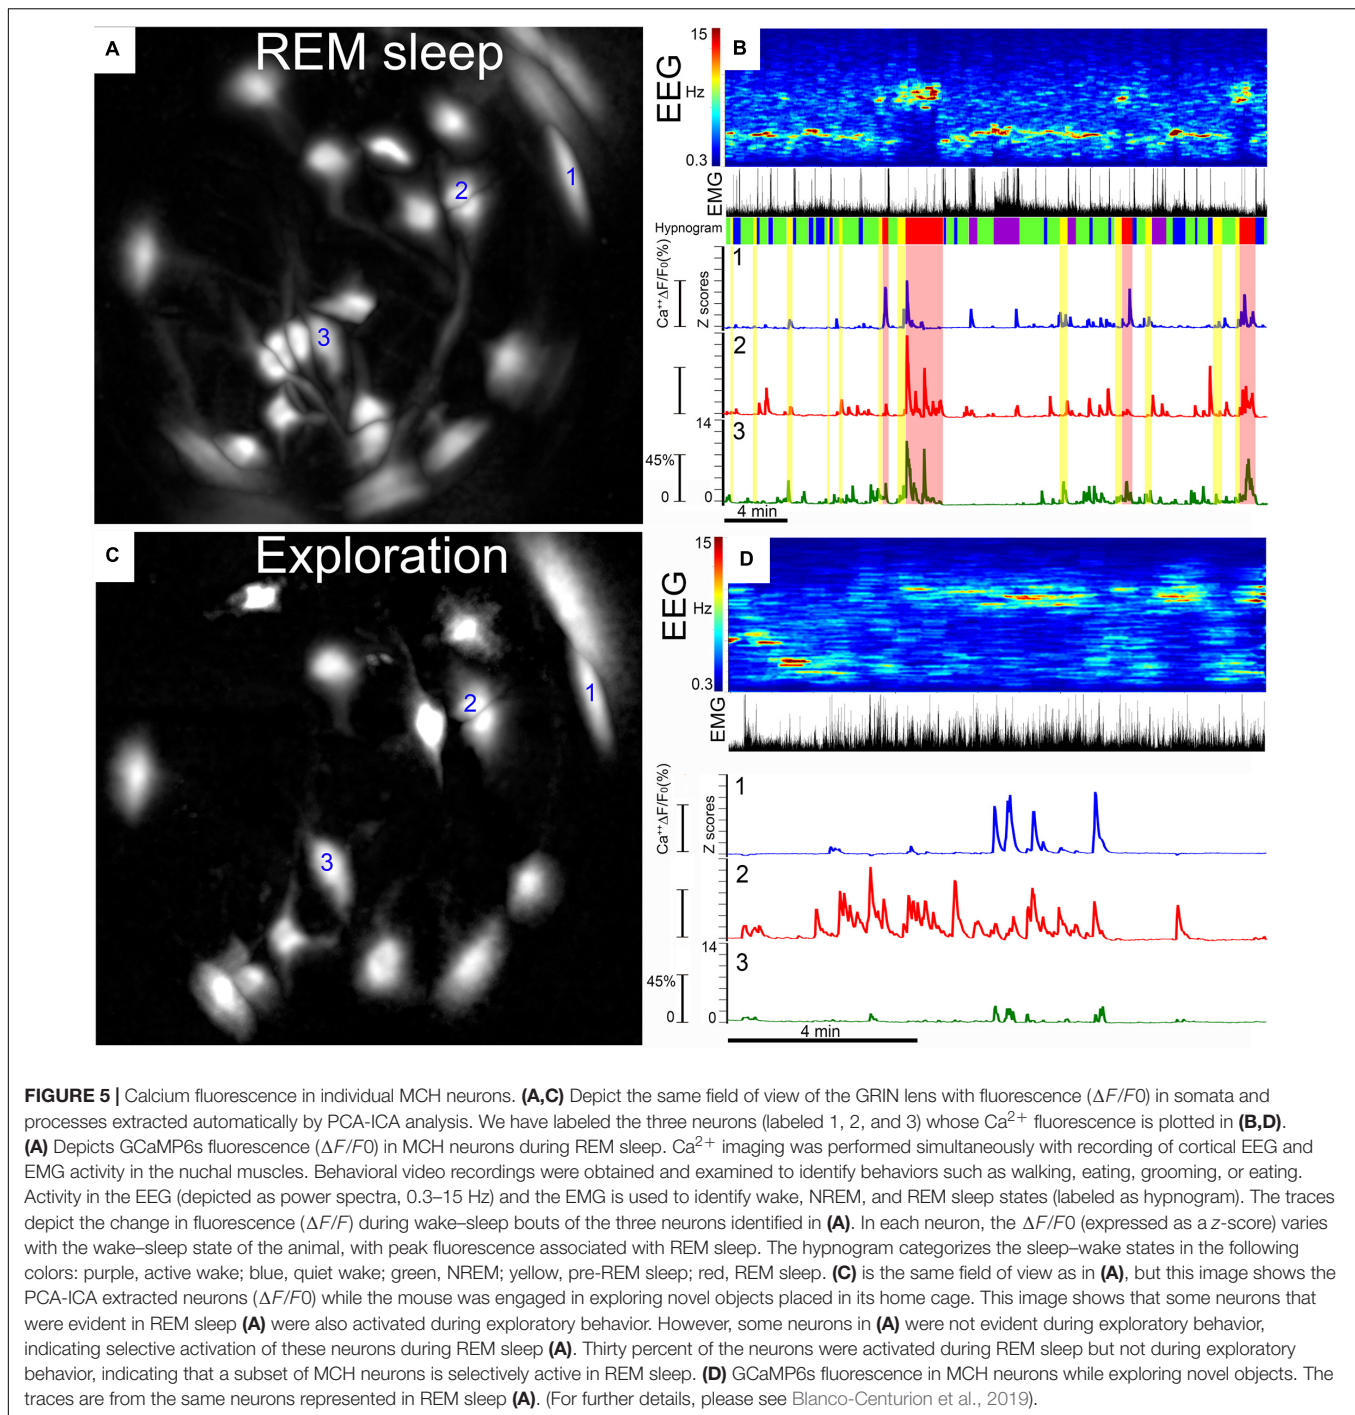 A
REM sleep
1
2
3
B
15
EEG
Hz
0.3
EMG
Hypnogram
Ca++ΔF/F0(%)
Z scores
1
2
14
3
45%
0
0
4 min
C
Exploration
1
2
3
D
15
EEG
Hz
0.3
EMG
Ca++ΔF/F0(%)
Z scores
1
2
14
3
45%
0
0
4 min
FIGURE 5 | Calcium fluorescence in individual MCH neurons. (A,C) Depict the same field of view of the GRIN lens with fluorescence (ΔF/F0) in somata and
processes extracted automatically by PCA-ICA analysis. We have labeled the three neurons (labeled 1, 2, and 3) whose Ca2+ fluorescence is plotted in (B,D).
(A) Depicts GCaMP6s fluorescence (ΔF/F0) in MCH neurons during REM sleep. Ca2+ imaging was performed simultaneously with recording of cortical EEG and
EMG activity in the nuchal muscles. Behavioral video recordings were obtained and examined to identify behaviors such as walking, eating, grooming, or eating.
Activity in the EEG (depicted as power spectra, 0.3–15 Hz) and the EMG is used to identify wake, NREM, and REM sleep states (labeled as hypnogram). The traces
depict the change in fluorescence (ΔF/F) during wake–sleep bouts of the three neurons identified in (A). In each neuron, the ΔF/F0 (expressed as a z-score) varies
with the wake–sleep state of the animal, with peak fluorescence associated with REM sleep. The hypnogram categorizes the sleep–wake states in the following
colors: purple, active wake; blue, quiet wake; green, NREM; yellow, pre-REM sleep; red, REM sleep. (C) is the same field of view as in (A), but this image shows the
PCA-ICA extracted neurons (ΔF/F0) while the mouse was engaged in exploring novel objects placed in its home cage. This image shows that some neurons that
were evident in REM sleep (A) were also activated during exploratory behavior. However, some neurons in (A) were not evident during exploratory behavior,
indicating selective activation of these neurons during REM sleep (A). Thirty percent of the neurons were activated during REM sleep but not during exploratory
behavior, indicating that a subset of MCH neurons is selectively active in REM sleep. (D) GCaMP6s fluorescence in MCH neurons while exploring novel objects. The
traces are from the same neurons represented in REM sleep (A). (For further details, please see Blanco-Centurion et al., 2019).